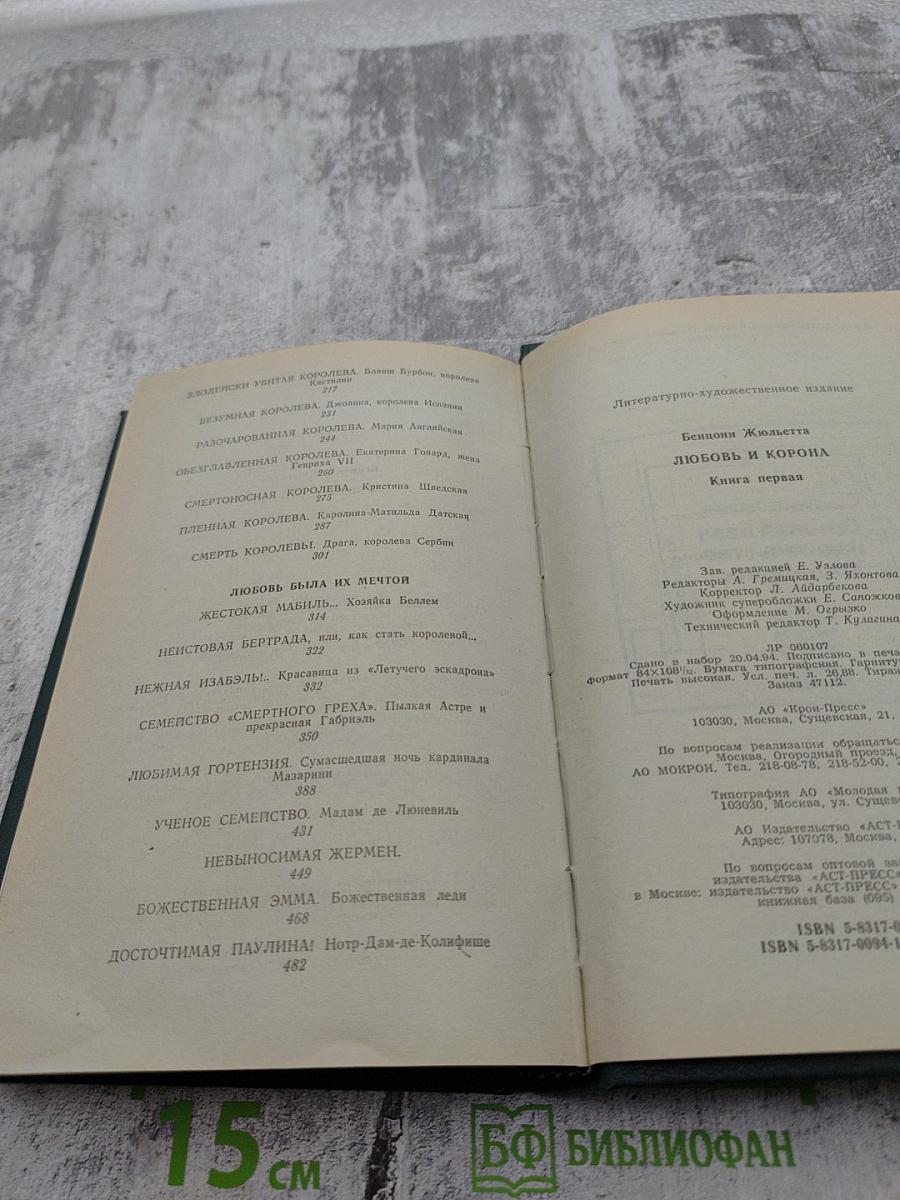 ЗЛОДЕЙСКИ УБИТАЯ КОРОЛЕВА. Бланш Бурбон, королева
Кастилии
217
БЕЗУМНАЯ КОРОЛЕВА. Джоанна, королева Испании
231
РАЗОЧАРОВАННАЯ КОРОЛЕВА. Мария Английская
244
ОБЕЗГЛАВЛЕННАЯ КОРОЛЕВА. Екатерина Говард, жена
Генриха VII
260
СМЕРТОНОСНАЯ КОРОЛЕВА. Кристина Шведская
275
ПЛЕННАЯ КОРОЛЕВА. Каролина-Матильда Датская
287
СМЕРТЬ КОРОЛЕВЫ. Драга, королева Сербии
301
ЛЮБОВЬ БЫЛА ИХ МЕЧТОЙ
ЖЕСТОКАЯ МАБИЛЬ... Хозяйка Беллем
314
НЕИСТОВАЯ БЕРТРАДА, или, как стать королевой...
322
НЕЖНАЯ ИЗАБЭЛЬ!.. Красавица из «Летучего эскадрона»
332
СЕМЕЙСТВО «СМЕРТНОГО ГРЕХА». Пылкая Астре и
прекрасная Габриэль
350
ЛЮБИМАЯ ГОРТЕНЗИЯ. Сумасшедшая ночь кардинала
Мазарини
388
УЧЕНОЕ СЕМЕЙСТВО. Мадам де Люневиль
431
НЕВЫНОСИМАЯ ЖЕРМЕН.
449
БОЖЕСТВЕННАЯ ЭММА. Божественная леди
468
ДОСТОЧТИМАЯ ПАУЛИНА! Нотр-Дам-де-Колифише
482
Литературно-художественное издание
Бенцони Жюльетта
ЛЮБОВЬ И КОРОНА
Книга первая
Зав. редакцией Е. Узлова
Редакторы А. Гремицкая, З. Яхонтова
Корректор Л. Айдарбекова
Художник суперобложки Е. Сапожков
Оформление М. Огрызко
Технический редактор Т. Кулагина
ЛР 060107
Сдано в набор 20.04.94. Подписано в печа
Формат 84×108 1/32. Бумага типографская. Гарниту
Печать высокая. Усл. печ. л. 26,88. Тираж
Заказ 47112.
АО «Крон-Пресс»
103030, Москва, Сущевская, 21,
По вопросам реализации обращатьс
Москва, Огородный проезд,
АО МОКРОН. Тел. 218-08-78, 218-52-00, 2
Типография АО «Молодая г
103030, Москва, ул. Сущев
АО Издательство «АСТ-П
Адрес: 107078, Москва,
По вопросам оптовой за
издательства «АСТ-ПРЕСС»
в Москве: издательство «АСТ-ПРЕСС»
книжная база (095)
ISBN 5-8317-0
ISBN 5-8317-0094-1
15 см
БФ БИБЛИОФАН